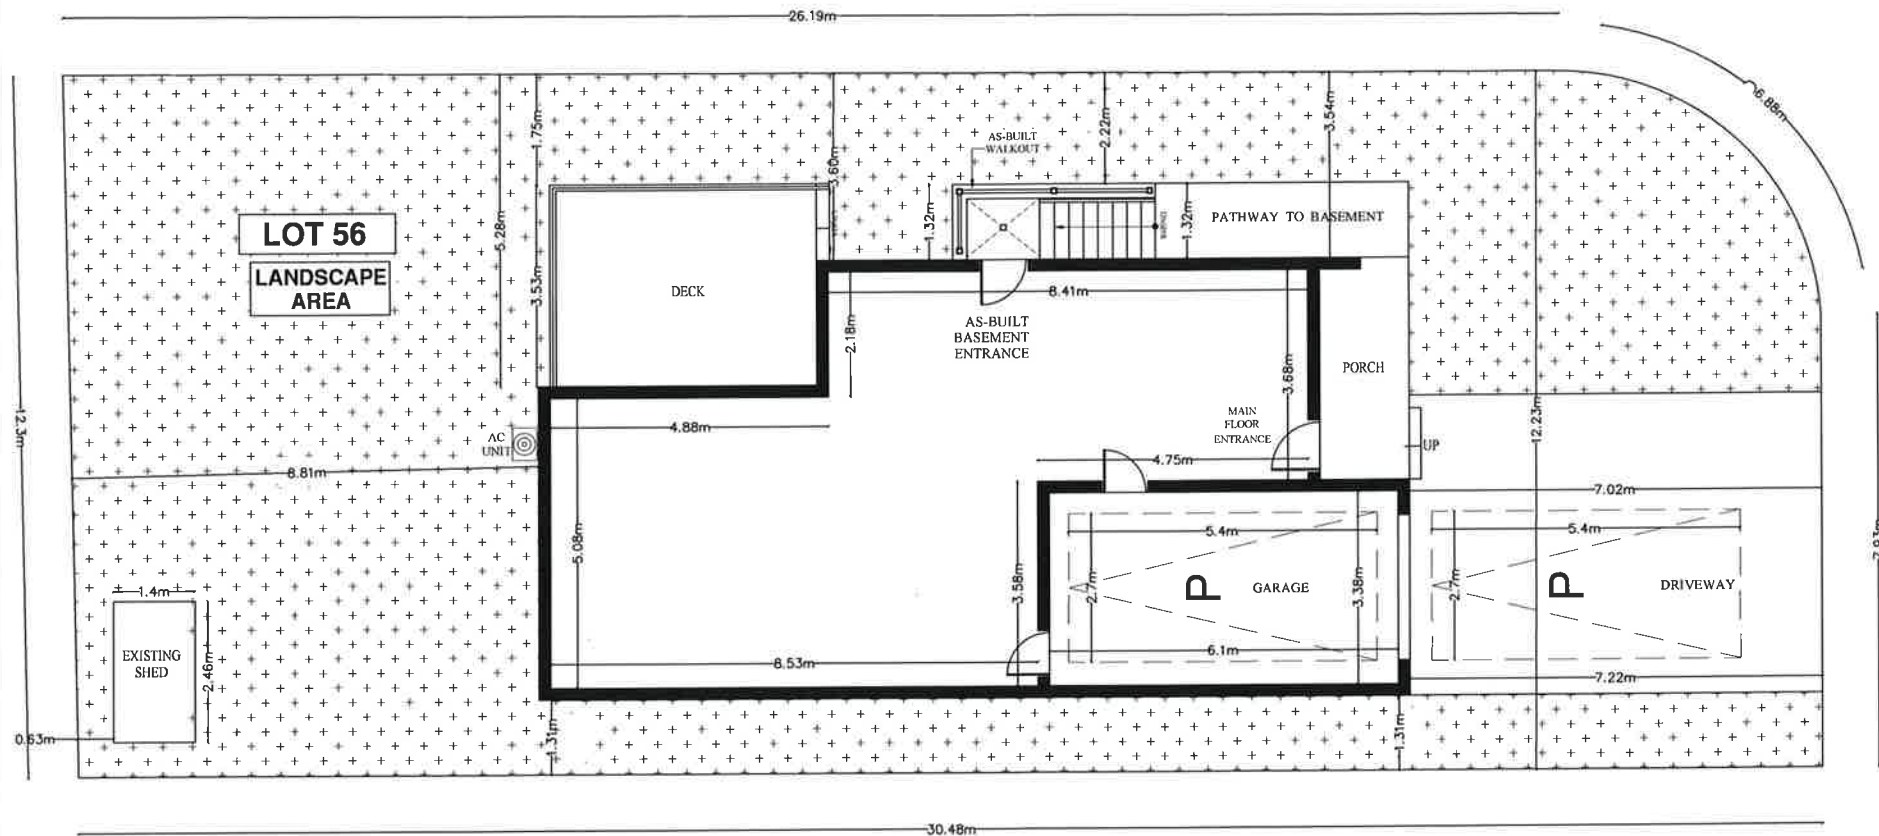 26.19m
6.88m
1.75m
3.60m
AS-BUILT
WALKOUT
2.22m
3.54m
5.28m
1.32m
1.32m
PATHWAY TO BASEMENT
LOT 56
LANDSCAPE
AREA
3.53m
DECK
8.41m
AS-BUILT
BASEMENT
ENTRANCE
2.18m
3.68m
PORCH
12.3m
4.88m
MAIN
FLOOR
ENTRANCE
12.23m
AC
UNIT
UP
8.81m
4.75m
7.02m
5.08m
5.4m
5.4m
3.58m
2.7m
P
GARAGE
3.38m
2.7m
P
DRIVEWAY
1.4m
EXISTING
SHED
2.46m
8.53m
6.1m
7.22m
0.63m
1.31m
1.31m
30.48m